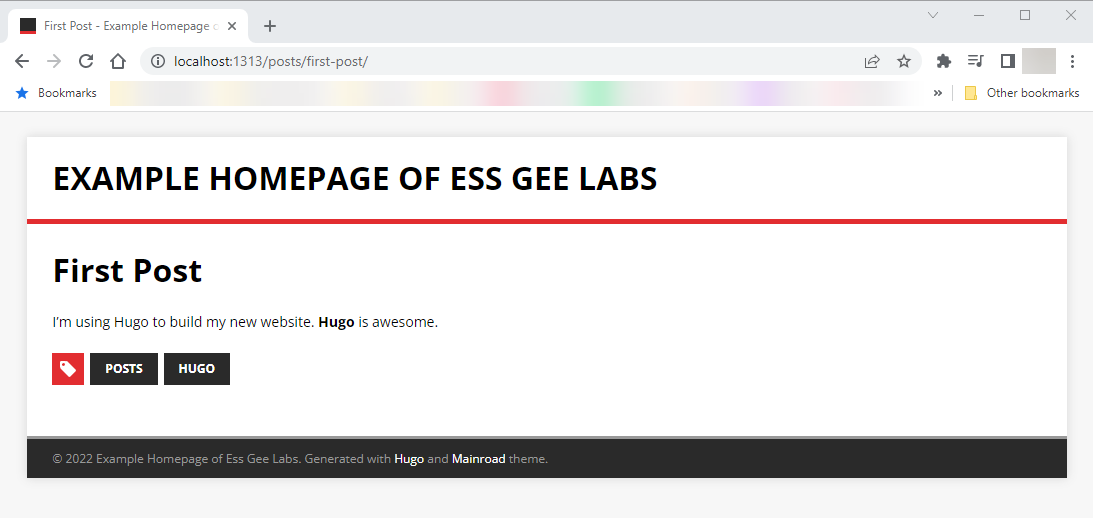 First Post - Example Homepage o
localhost:1313/posts/first-post/
Bookmarks
» Other bookmarks
EXAMPLE HOMEPAGE OF ESS GEE LABS
First Post
I’m using Hugo to build my new website. Hugo is awesome.
POSTS HUGO
© 2022 Example Homepage of Ess Gee Labs. Generated with Hugo and Mainroad theme.